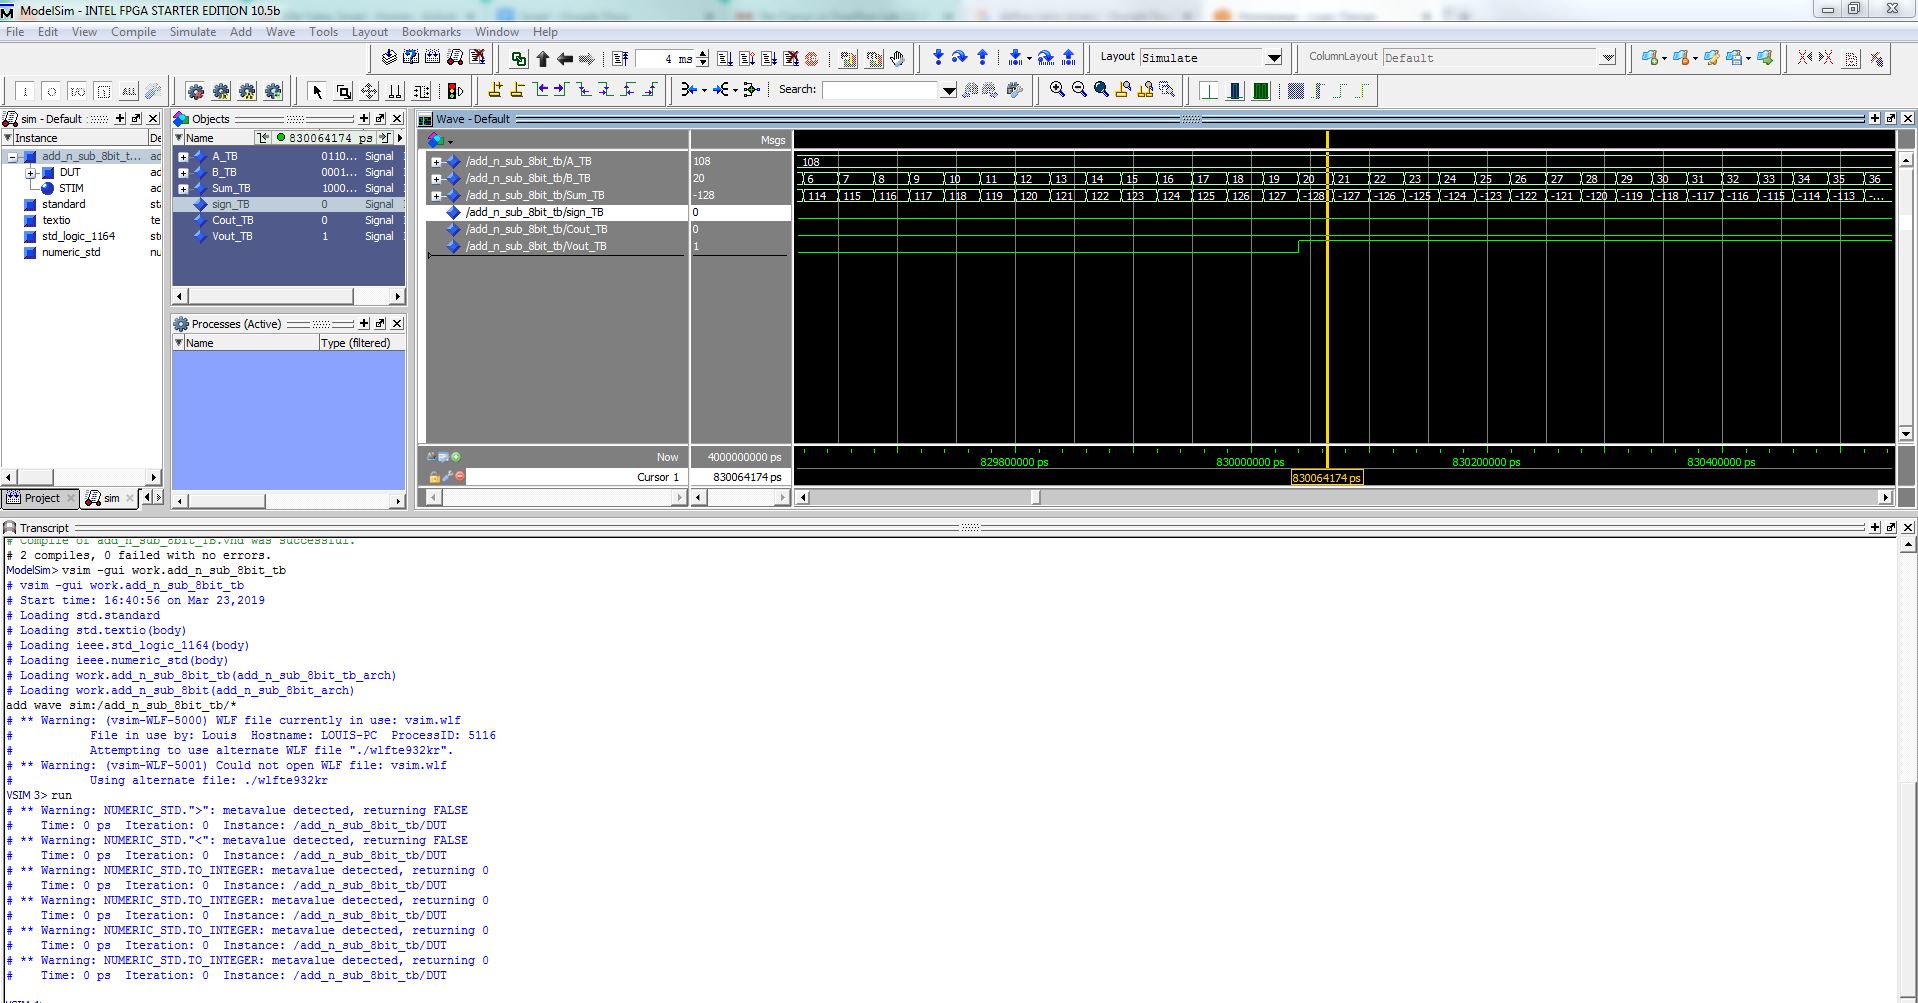 ModelSim - INTEL FPGA STARTER EDITION 10.5b
File Edit View Compile Simulate Add Wave Tools Layout Bookmarks Window Help
4 ms
Layout Simulate
ColumnLayout Default
Search:
sim - Default
Instance
De
add_n_sub_8bit_t... ad
DUT ad
STIM ad
standard sta
textio te
std_logic_1164 st
numeric_std nu
Project
sim
Objects
Name
830064174 ps
A_TB 0110... Signal
B_TB 0001... Signal
Sum_TB 1000... Signal
sign_TB 0 Signal
Cout_TB 0 Signal
Vout_TB 1 Signal
Processes (Active)
Name
Type (filtered)
Wave - Default
Msgs
/add_n_sub_8bit_tb/A_TB 108 108
/add_n_sub_8bit_tb/B_TB 20 6 7 8 9 10 11 12 13 14 15 16 17 18 19 20 21 22 23 24 25 26 27 28 29 30 31 32 33 34 35 36
/add_n_sub_8bit_tb/Sum_TB -128 114 115 116 117 118 119 120 121 122 123 124 125 126 127 -128 -127 -126 -125 -124 -123 -122 -121 -120 -119 -118 -117 -116 -115 -114 -113 -...
/add_n_sub_8bit_tb/sign_TB 0
/add_n_sub_8bit_tb/Cout_TB 0
/add_n_sub_8bit_tb/Vout_TB 1
Now 4000000000 ps 829800000 ps 830000000 ps 830200000 ps 830400000 ps
Cursor 1 830064174 ps 830064174 ps
Transcript
# Compile of add_n_sub_8bit_TB.vhd was successful.
# 2 compiles, 0 failed with no errors.
ModelSim> vsim -gui work.add_n_sub_8bit_tb
# vsim -gui work.add_n_sub_8bit_tb
# Start time: 16:40:56 on Mar 23,2019
# Loading std.standard
# Loading std.textio(body)
# Loading ieee.std_logic_1164(body)
# Loading ieee.numeric_std(body)
# Loading work.add_n_sub_8bit_tb(add_n_sub_8bit_tb_arch)
# Loading work.add_n_sub_8bit(add_n_sub_8bit_arch)
add wave sim:/add_n_sub_8bit_tb/*
# ** Warning: (vsim-WLF-5000) WLF file currently in use: vsim.wlf
# File in use by: Louis Hostname: LOUIS-PC ProcessID: 5116
# Attempting to use alternate WLF file "./wlfte932kr".
# ** Warning: (vsim-WLF-5001) Could not open WLF file: vsim.wlf
# Using alternate file: ./wlfte932kr
VSIM 3> run
# ** Warning: NUMERIC_STD.">": metavalue detected, returning FALSE
# Time: 0 ps Iteration: 0 Instance: /add_n_sub_8bit_tb/DUT
# ** Warning: NUMERIC_STD."<": metavalue detected, returning FALSE
# Time: 0 ps Iteration: 0 Instance: /add_n_sub_8bit_tb/DUT
# ** Warning: NUMERIC_STD.TO_INTEGER: metavalue detected, returning 0
# Time: 0 ps Iteration: 0 Instance: /add_n_sub_8bit_tb/DUT
# ** Warning: NUMERIC_STD.TO_INTEGER: metavalue detected, returning 0
# Time: 0 ps Iteration: 0 Instance: /add_n_sub_8bit_tb/DUT
# ** Warning: NUMERIC_STD.TO_INTEGER: metavalue detected, returning 0
# Time: 0 ps Iteration: 0 Instance: /add_n_sub_8bit_tb/DUT
# ** Warning: NUMERIC_STD.TO_INTEGER: metavalue detected, returning 0
# Time: 0 ps Iteration: 0 Instance: /add_n_sub_8bit_tb/DUT